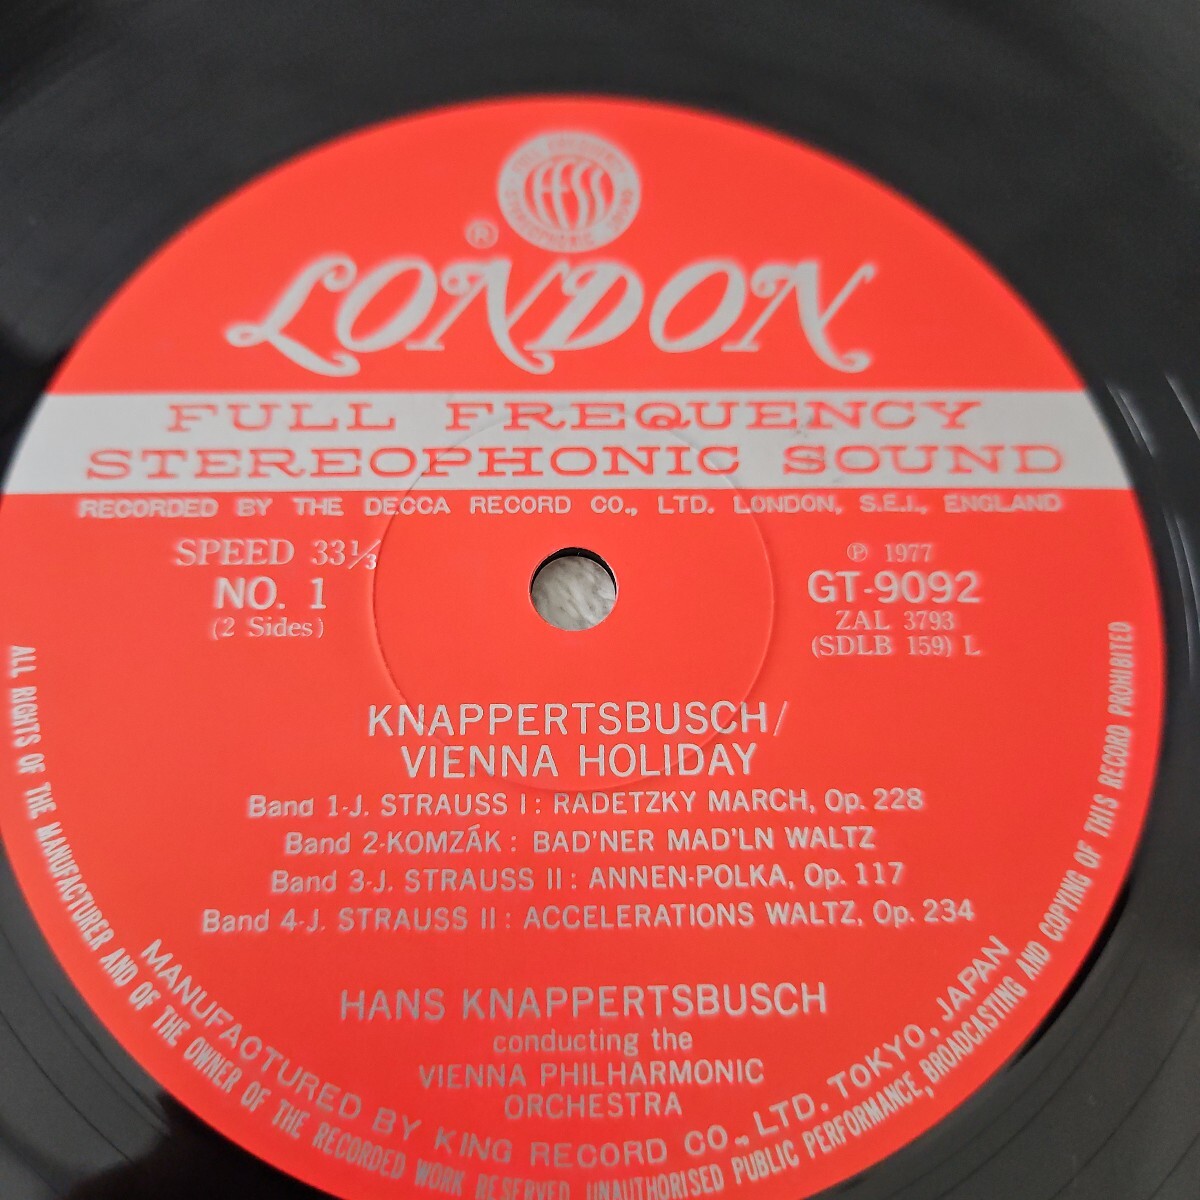 FULL FREQUENCY
STEREOPHONIC SOUND
ffss
®
LONDON
FULL FREQUENCY
STEREOPHONIC SOUND
RECORDED BY THE DECCA RECORD CO., LTD. LONDON, S.E.I., ENGLAND
SPEED 33⅓
NO. 1
(2 Sides)
℗ 1977
GT-9092
ZAL 3793
(SDLB 159) L
KNAPPERTSBUSCH/
VIENNA HOLIDAY
Band 1-J. STRAUSS I: RADETZKY MARCH, Op. 228
Band 2-KOMZÁK: BAD'NER MAD'LN WALTZ
Band 3-J. STRAUSS II: ANNEN-POLKA, Op. 117
Band 4-J. STRAUSS II: ACCELERATIONS WALTZ, Op. 234
HANS KNAPPERTSBUSCH
conducting the
VIENNA PHILHARMONIC
ORCHESTRA
MANUFACTURED BY KING RECORD CO., LTD. TOKYO, JAPAN
ALL RIGHTS OF THE MANUFACTURER AND OF THE OWNER OF THE RECORDED WORK RESERVED UNAUTHORISED PUBLIC PERFORMANCE, BROADCASTING AND COPYING OF THIS RECORD PROHIBITED